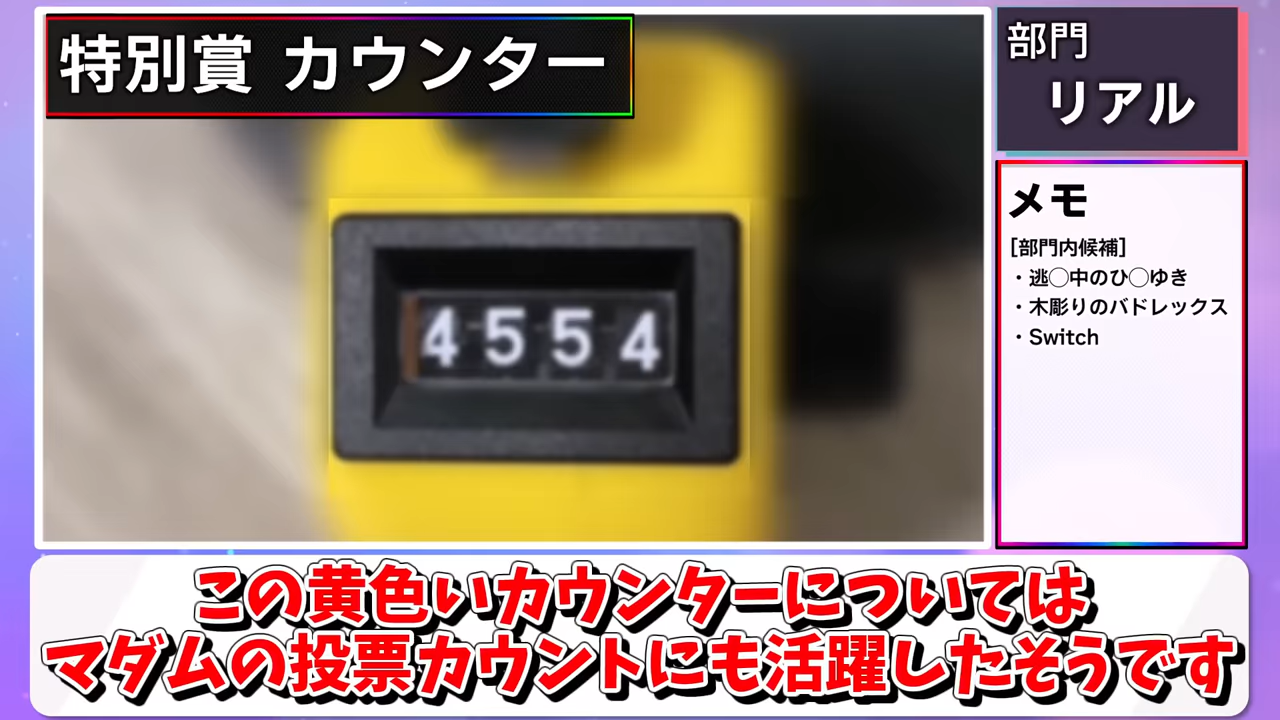 特別賞 カウンター
部門
リアル
4554
メモ
[部門内候補]
・逃◯中のひ◯ゆき
・木彫りのバドレックス
・Switch
この黄色いカウンターについては
マダムの投票カウントにも活躍したそうです